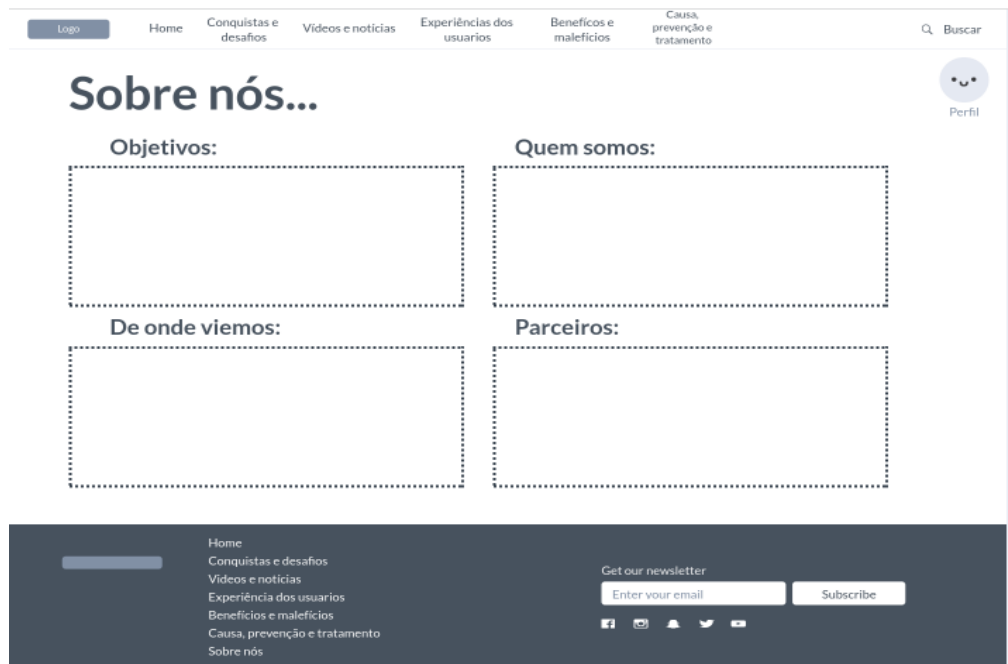 Logo
Home
Conquistas e
desafios
Vídeos e notícias
Experiências dos
usuarios
Benefícos e
malefícios
Causa,
prevenção e
tratamento
Buscar
Perfil
Sobre nós...
Objetivos:
Quem somos:
De onde viemos:
Parceiros:
Home
Conquistas e desafios
Videos e notícias
Experiência dos usuarios
Benefícios e malefícios
Causa, prevenção e tratamento
Sobre nós
Get our newsletter
Enter your email
Subscribe